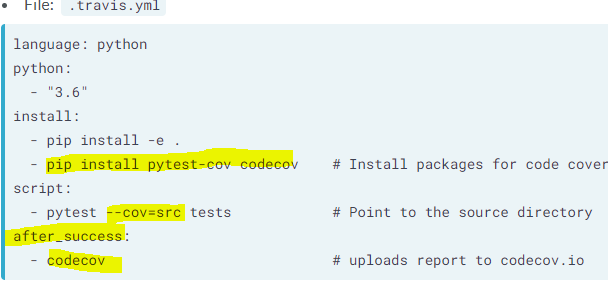 • File: .travis.yml
language: python
python:
  - "3.6"
install:
  - pip install -e .
  - pip install pytest-cov codecov    # Install packages for code cover
script:
  - pytest --cov=src tests            # Point to the source directory
after_success:
  - codecov                           # uploads report to codecov.io